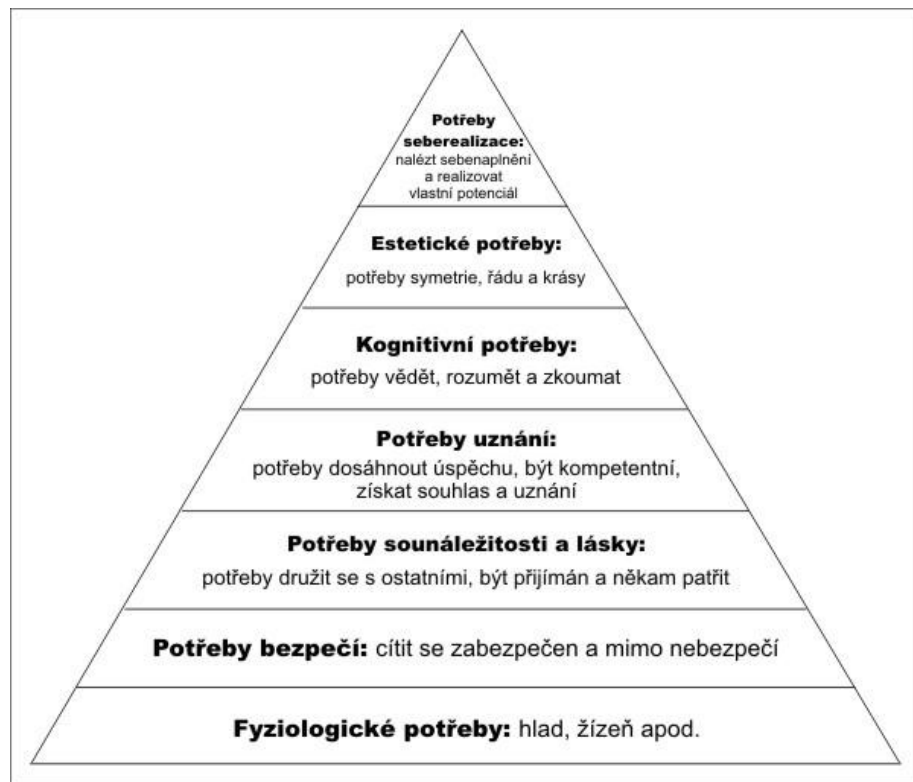 Potřeby
seberealizace:
nalézt sebenaplnění
a realizovat
vlastní potenciál
Estetické potřeby:
potřeby symetrie, řádu a krásy
Kognitivní potřeby:
potřeby vědět, rozumět a zkoumat
Potřeby uznání:
potřeby dosáhnout úspěchu, být kompetentní,
získat souhlas a uznání
Potřeby sounáležitosti a lásky:
potřeby družit se s ostatními, být přijímán a někam patřit
Potřeby bezpečí: cítit se zabezpečen a mimo nebezpečí
Fyziologické potřeby: hlad, žízeň apod.